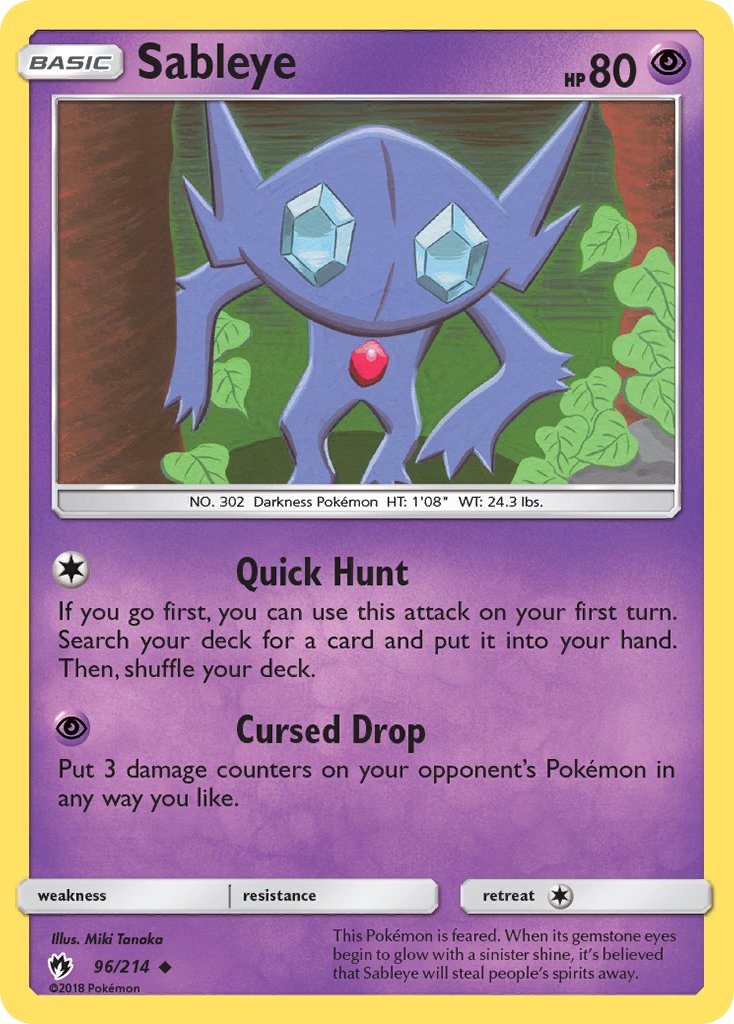 BASIC Sableye HP 80
NO. 302 Darkness Pokémon HT: 1'08" WT: 24.3 lbs.
Quick Hunt
If you go first, you can use this attack on your first turn.
Search your deck for a card and put it into your hand.
Then, shuffle your deck.
Cursed Drop
Put 3 damage counters on your opponent's Pokémon in
any way you like.
weakness resistance retreat
Illus. Miki Tanaka
96/214
©2018 Pokémon
This Pokémon is feared. When its gemstone eyes
begin to glow with a sinister shine, it's believed
that Sableye will steal people's spirits away.